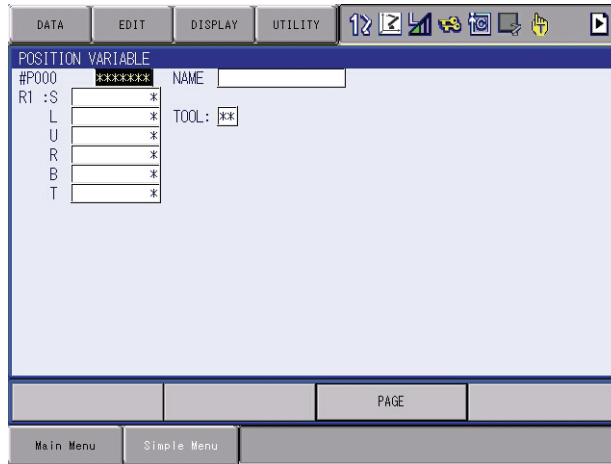 DATA EDIT DISPLAY UTILITY
POSITION VARIABLE
#P000 ******* NAME
R1 :S *
L * TOOL: **
U *
R *
B *
T *
PAGE
Main Menu Simple Menu